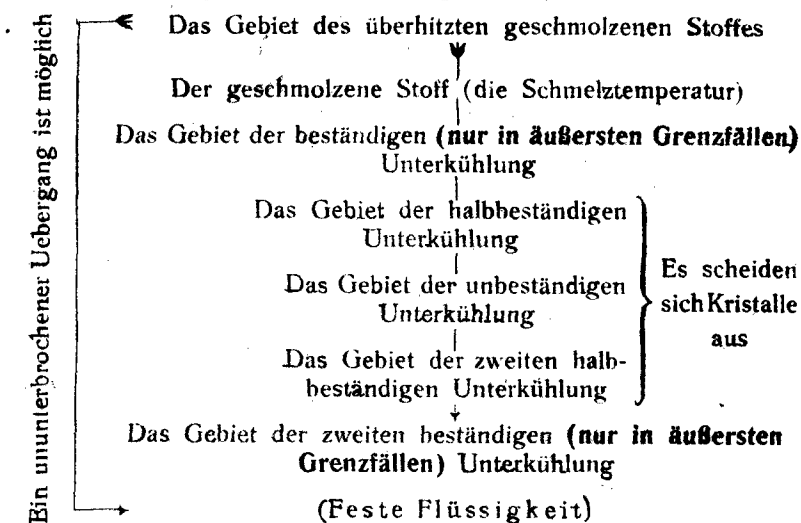 Ein ununterbrochener Uebergang ist möglich
Das Gebiet des überhitzten geschmolzenen Stoffes
Der geschmolzene Stoff (die Schmelztemperatur)
Das Gebiet der beständigen (nur in äußersten Grenzfällen)
Unterkühlung
Das Gebiet der halbbeständigen
Unterkühlung
Das Gebiet der unbeständigen
Unterkühlung
Das Gebiet der zweiten halb-
beständigen Unterkühlung
Es scheiden
sich Kristalle
aus
Das Gebiet der zweiten beständigen (nur in äußersten
Grenzfällen) Unterkühlung
(Feste Flüssigkeit)